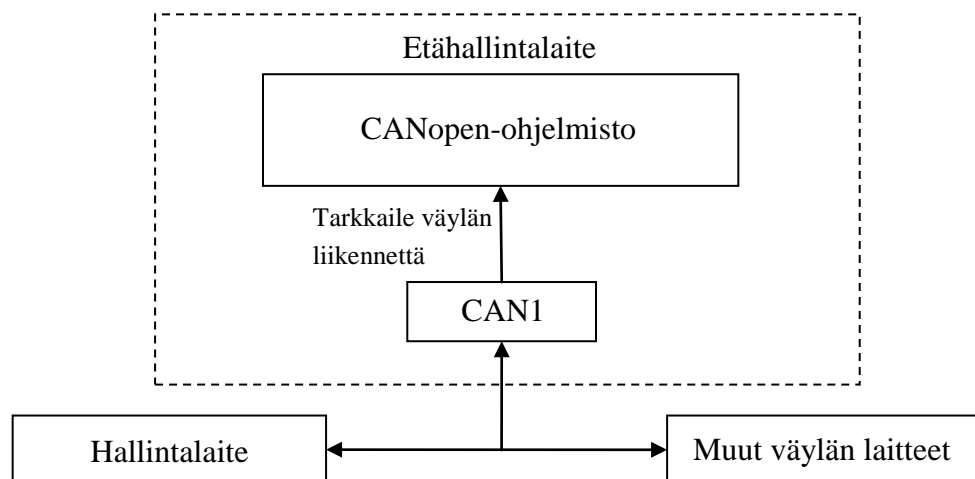 Etähallintalaite
CANopen-ohjelmisto
Tarkkaile väylän
liikennettä
CAN1
Hallintalaite
Muut väylän laitteet